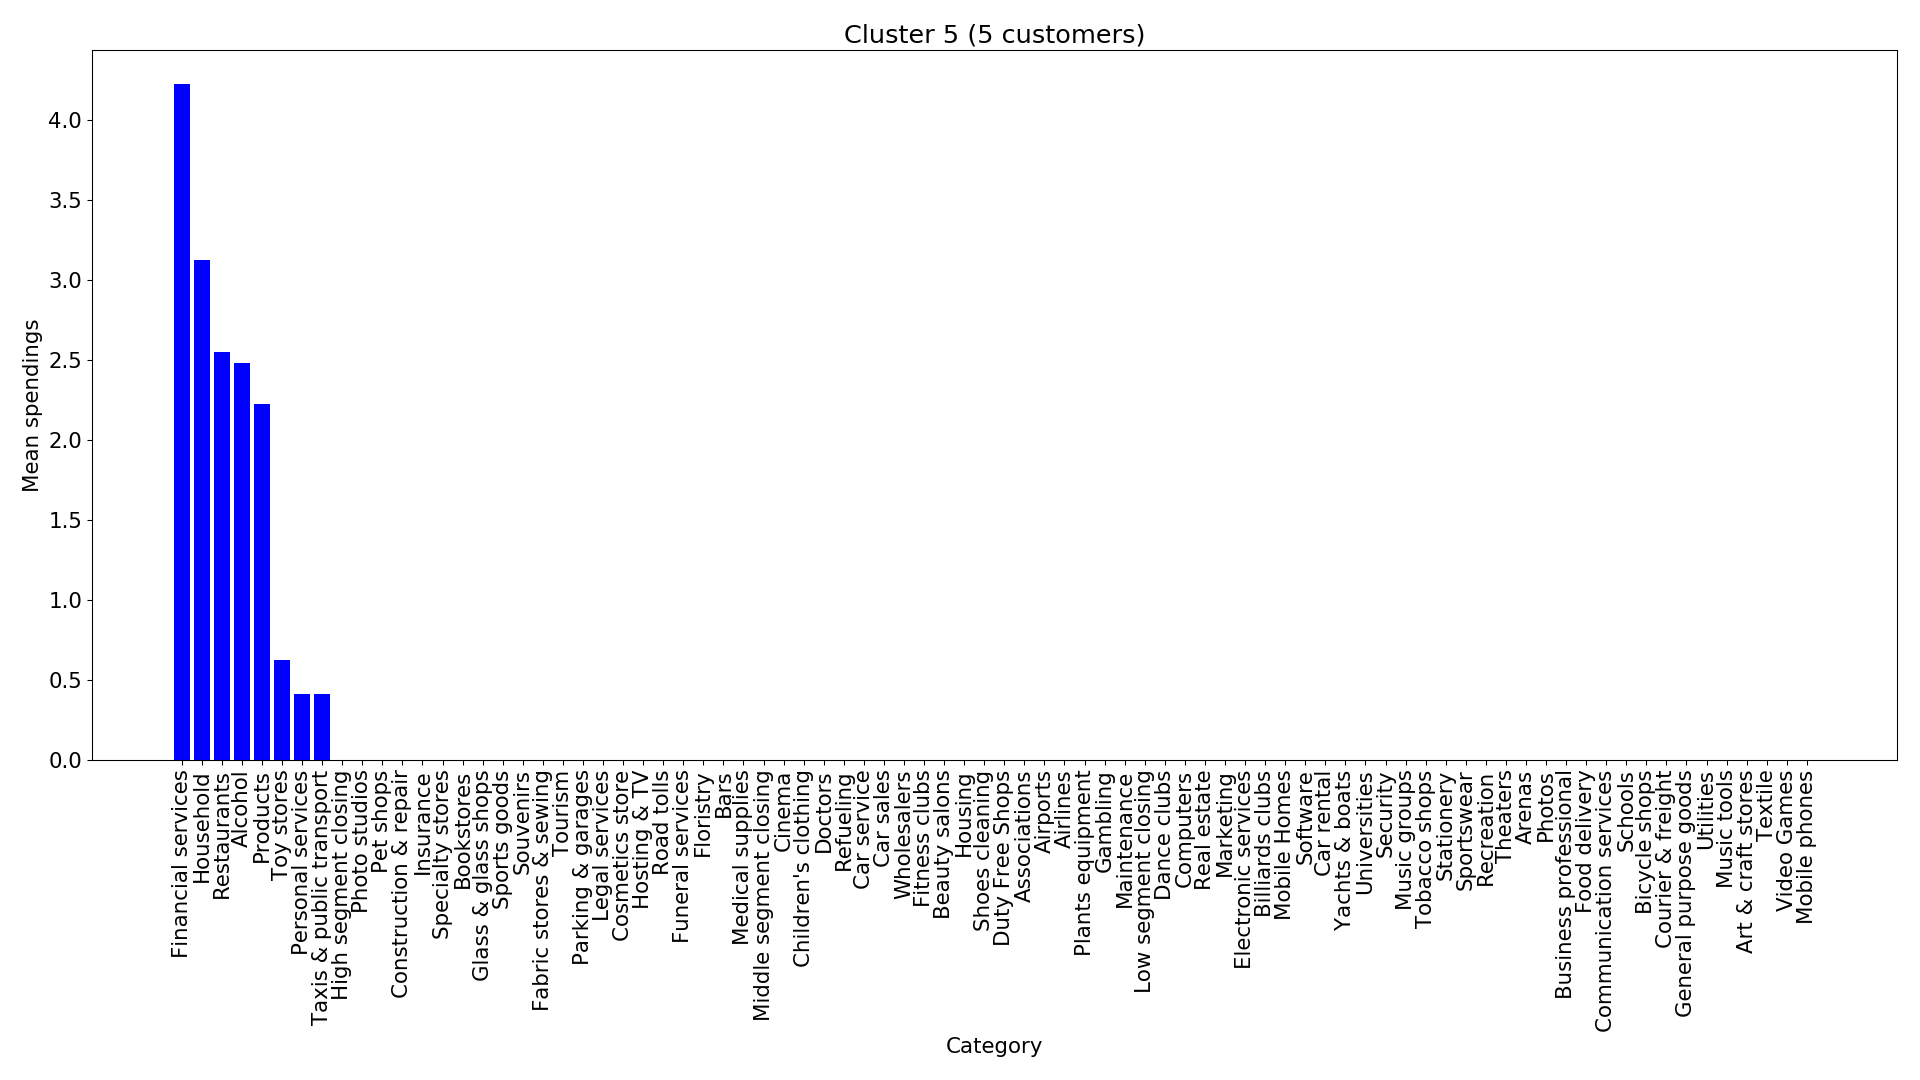 Cluster 5 (5 customers)
Mean spendings
4.0
3.5
3.0
2.5
2.0
1.5
1.0
0.5
0.0
Financial services
Household
Restaurants
Alcohol
Products
Toy stores
Personal services
Taxis & public transport
High segment closing
Photo studios
Pet shops
Construction & repair
Insurance
Specialty stores
Bookstores
Glass & glass shops
Sports goods
Souvenirs
Fabric stores & sewing
Tourism
Parking & garages
Legal services
Cosmetics store
Hosting & TV
Road tolls
Funeral services
Floristry
Bars
Medical supplies
Middle segment closing
Cinema
Children's clothing
Doctors
Refueling
Car service
Car sales
Wholesalers
Fitness clubs
Beauty salons
Housing
Shoes cleaning
Duty Free Shops
Associations
Airports
Airlines
Plants equipment
Gambling
Maintenance
Low segment closing
Dance clubs
Computers
Real estate
Marketing
Electronic services
Billiards clubs
Mobile Homes
Software
Car rental
Yachts & boats
Universities
Security
Music groups
Tobacco shops
Stationery
Sportswear
Recreation
Theaters
Arenas
Photos
Business professional
Food delivery
Communication services
Schools
Bicycle shops
Courier & freight
General purpose goods
Utilities
Music tools
Art & craft stores
Textile
Video Games
Mobile phones
Category